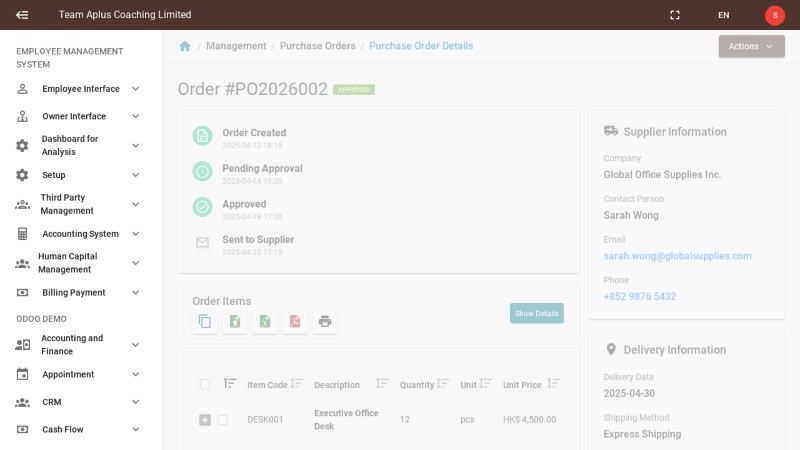 Team Aplus Coaching Limited
EN
S
EMPLOYEE MANAGEMENT
SYSTEM
Employee Interface
Owner Interface
Dashboard for
Analysis
Setup
Third Party
Management
Accounting System
Human Capital
Management
Billing Payment
ODOO DEMO
Accounting and
Finance
Appointment
CRM
Cash Flow
/ Management / Purchase Orders / Purchase Order Details
Actions
Order #PO2026002 APPROVED
Order Created
2025-04-12 18:15
Pending Approval
2025-04-14 19:20
Approved
2025-04-18 17:00
Sent to Supplier
2025-04-25 17:15
Order Items
Show Details
Item Code Description Quantity Unit Unit Price
DESK001 Executive Office Desk 12 pcs HK$ 4,500.00
Supplier Information
Company
Global Office Supplies Inc.
Contact Person
Sarah Wong
Email
sarah.wong@globalsupplies.com
Phone
+852 9876 5432
Delivery Information
Delivery Date
2025-04-30
Shipping Method
Express Shipping